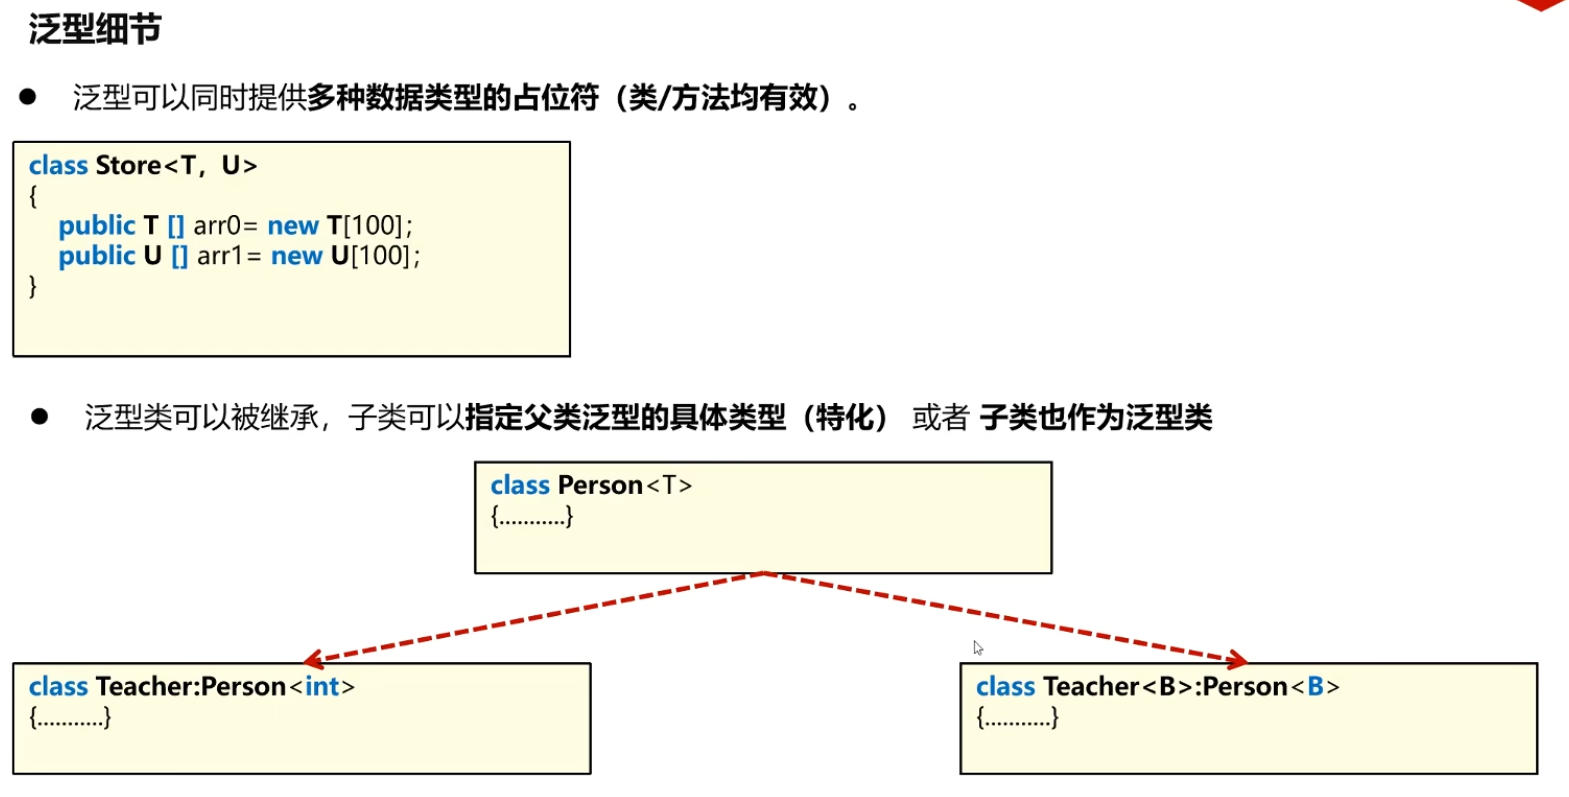 泛型细节
● 泛型可以同时提供多种数据类型的占位符（类/方法均有效）。
class Store<T，U>
{
public T [] arr0= new T[100];
public U [] arr1= new U[100];
}
● 泛型类可以被继承，子类可以指定父类泛型的具体类型（特化） 或者 子类也作为泛型类
class Person<T>
{...........}
class Teacher:Person<int>
{...........}
class Teacher<B>:Person<B>
{...........}